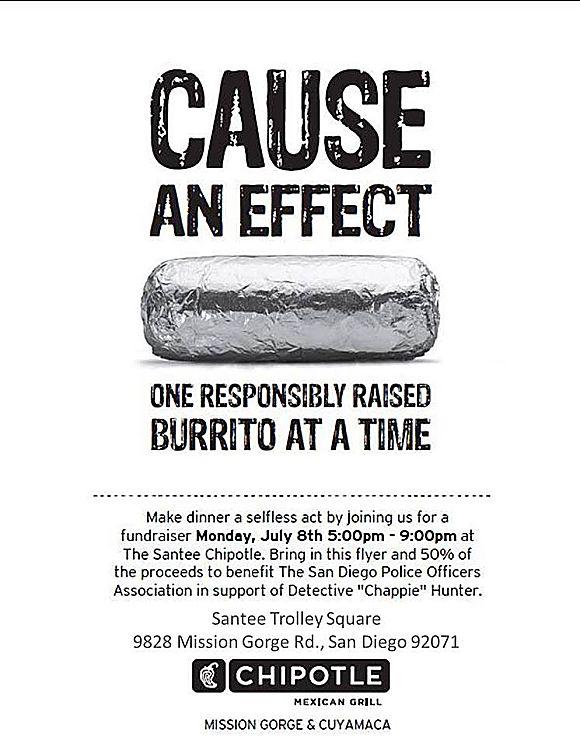 CAUSE
AN EFFECT
ONE RESPONSIBLY RAISED
BURRITO AT A TIME
Make dinner a selfless act by joining us for a
fundraiser Monday, July 8th 5:00pm - 9:00pm at
The Santee Chipotle. Bring in this flyer and 50% of
the proceeds to benefit The San Diego Police Officers
Association in support of Detective "Chappie" Hunter.
Santee Trolley Square
9828 Mission Gorge Rd., San Diego 92071
CHIPOTLE
MEXICAN GRILL
MISSION GORGE & CUYAMACA